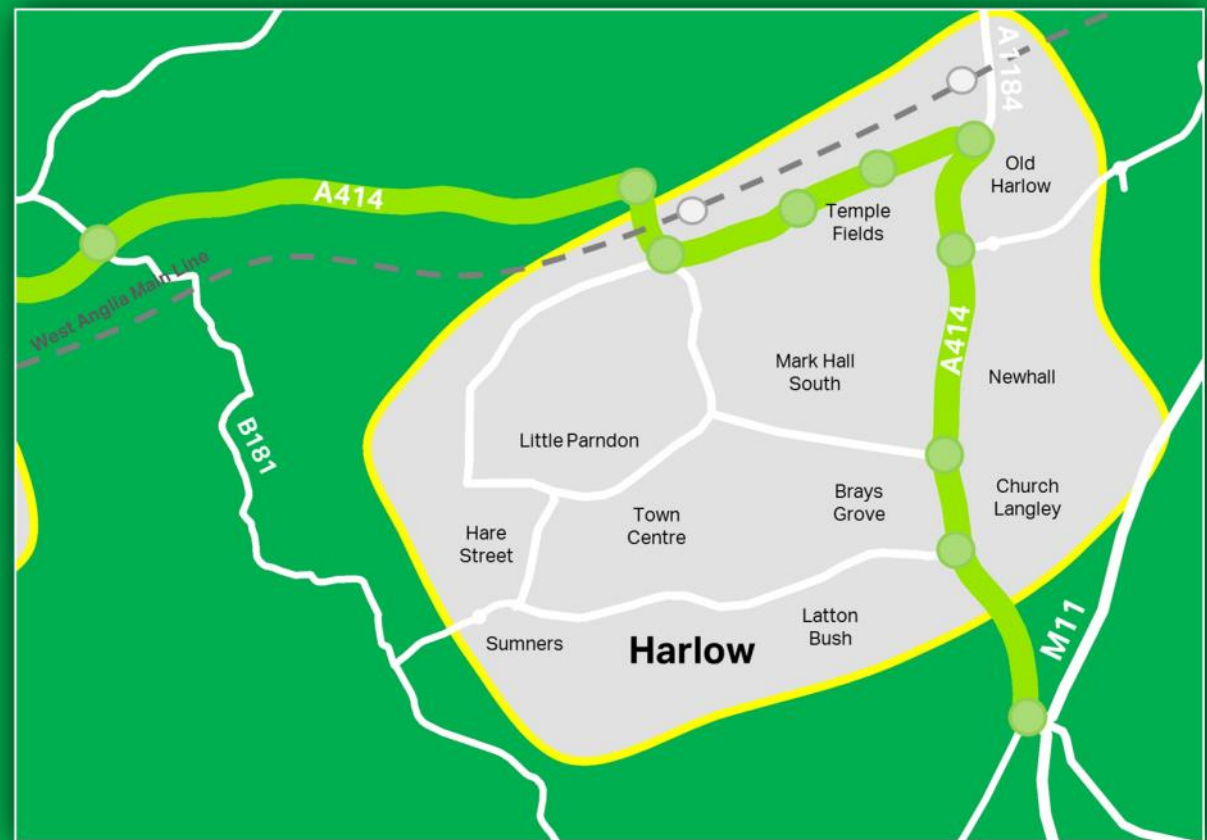 A1184
Old
Harlow
A414
Temple
Fields
West Anglia Main Line
A414
Mark Hall
South
Newhall
B181
Little Parndon
Brays
Grove
Church
Langley
Hare
Street
Town
Centre
Sumners
Harlow
Latton
Bush
M11